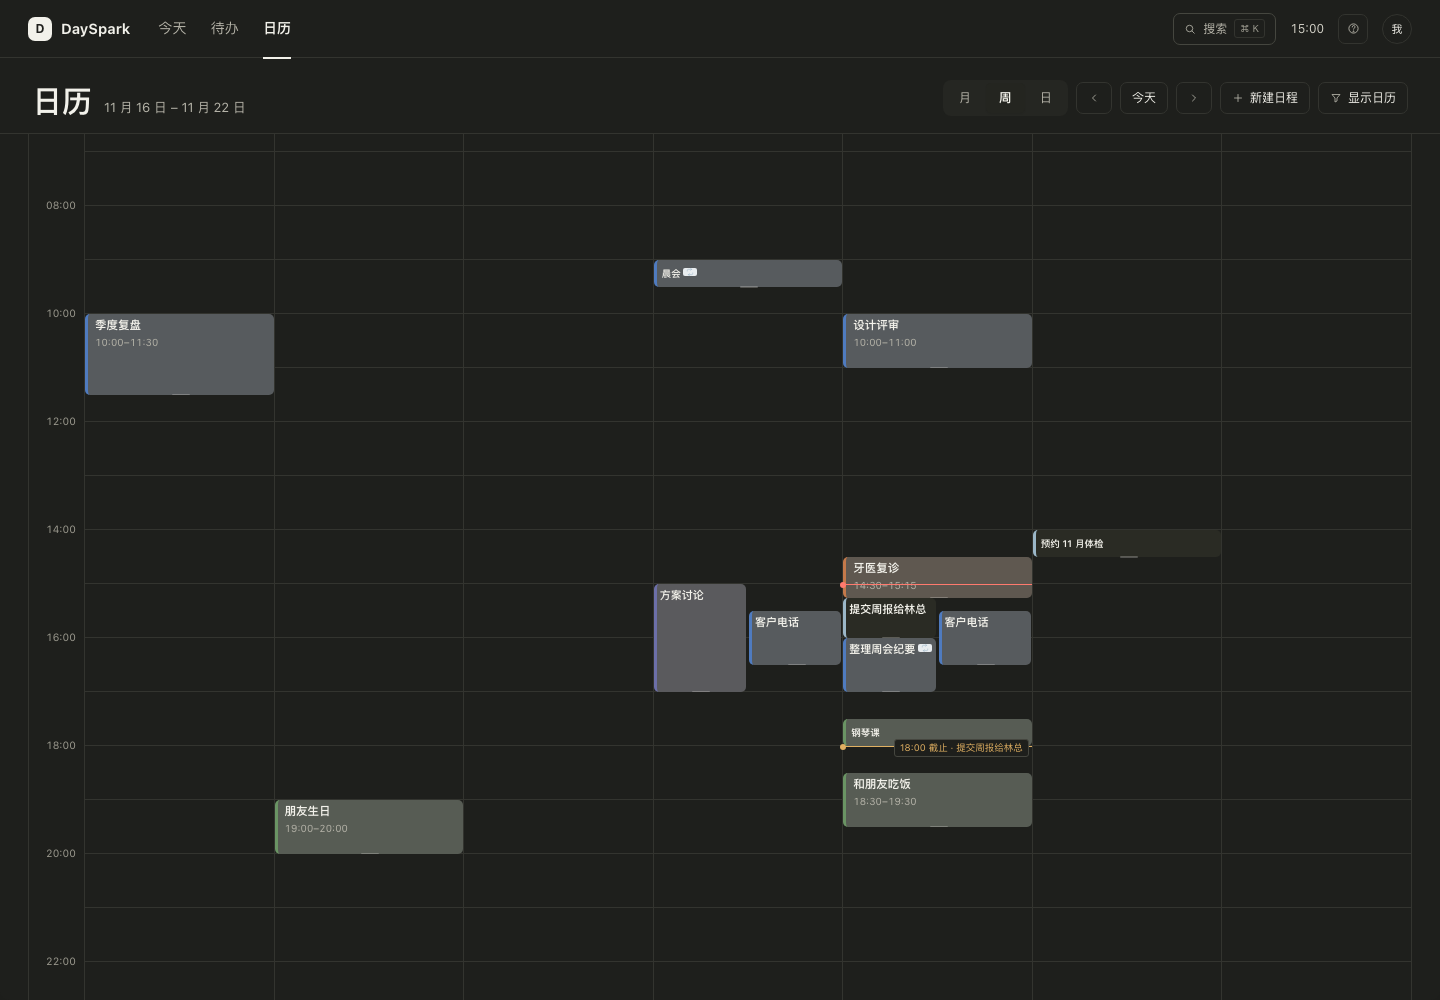 D DaySpark 今天 待办 日历 搜索 ⌘ K 15:00 我
日历 11 月 16 日 – 11 月 22 日 月 周 日 今天 新建日程 显示日历
08:00
晨会
10:00
季度复盘
10:00–11:30
设计评审
10:00–11:00
12:00
14:00
预约 11 月体检
牙医复诊
14:30–15:15
方案讨论
提交周报给林总
客户电话
客户电话
16:00
整理周会纪要
钢琴课
18:00
18:00 截止 · 提交周报给林总
和朋友吃饭
18:30–19:30
朋友生日
19:00–20:00
20:00
22:00